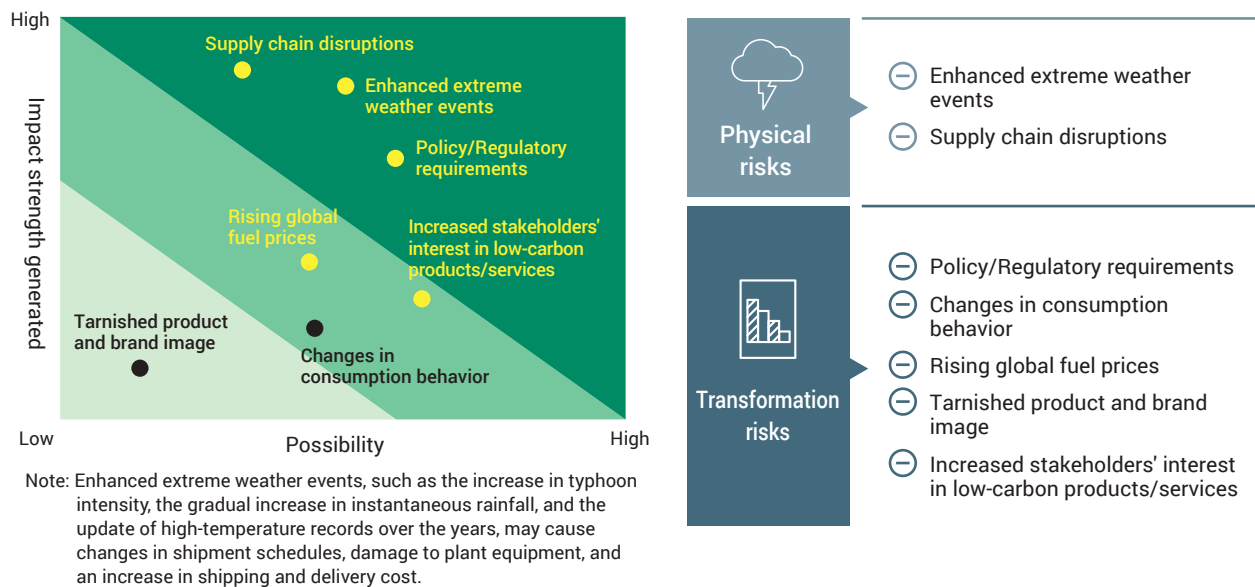 High
Impact strength generated
Supply chain disruptions
Enhanced extreme
weather events
Policy/Regulatory
requirements
Rising global
fuel prices
Increased stakeholders'
interest in low-carbon
products/services
Tarnished product
and brand image
Changes in
consumption behavior
Low
Possibility
High
Note: Enhanced extreme weather events, such as the increase in typhoon
intensity, the gradual increase in instantaneous rainfall, and the
update of high-temperature records over the years, may cause
changes in shipment schedules, damage to plant equipment, and
an increase in shipping and delivery cost.
Physical
risks
Enhanced extreme weather
events
Supply chain disruptions
Transformation
risks
Policy/Regulatory requirements
Changes in consumption
behavior
Rising global fuel prices
Tarnished product and brand
image
Increased stakeholders' interest
in low-carbon products/services